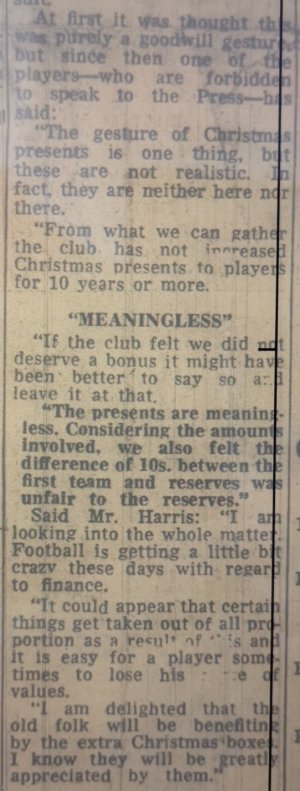 At first it was thought this
was purely a goodwill gesture,
but since then one of the
players—who are forbidden
to speak to the Press—has
said:
"The gesture of Christmas
presents is one thing, but
these are not realistic. In
fact, they are neither here nor
there.
"From what we can gather
the club has not increased
Christmas presents to players
for 10 years or more.
"MEANINGLESS"
"If the club felt we did not
deserve a bonus it might have
been better to say so and
leave it at that.
"The presents are meaning-
less. Considering the amounts
involved, we also felt the
difference of 10s. between the
first team and reserves was
unfair to the reserves."
Said Mr. Harris: "I am
looking into the whole matter.
Football is getting a little bit
crazy these days with regard
to finance.
"It could appear that certain
things get taken out of all pro-
portion as a result of this and
it is easy for a player some-
times to lose his of
values.
"I am delighted that the
old folk will be benefiting
by the extra Christmas boxes.
I know they will be greatly
appreciated by them."